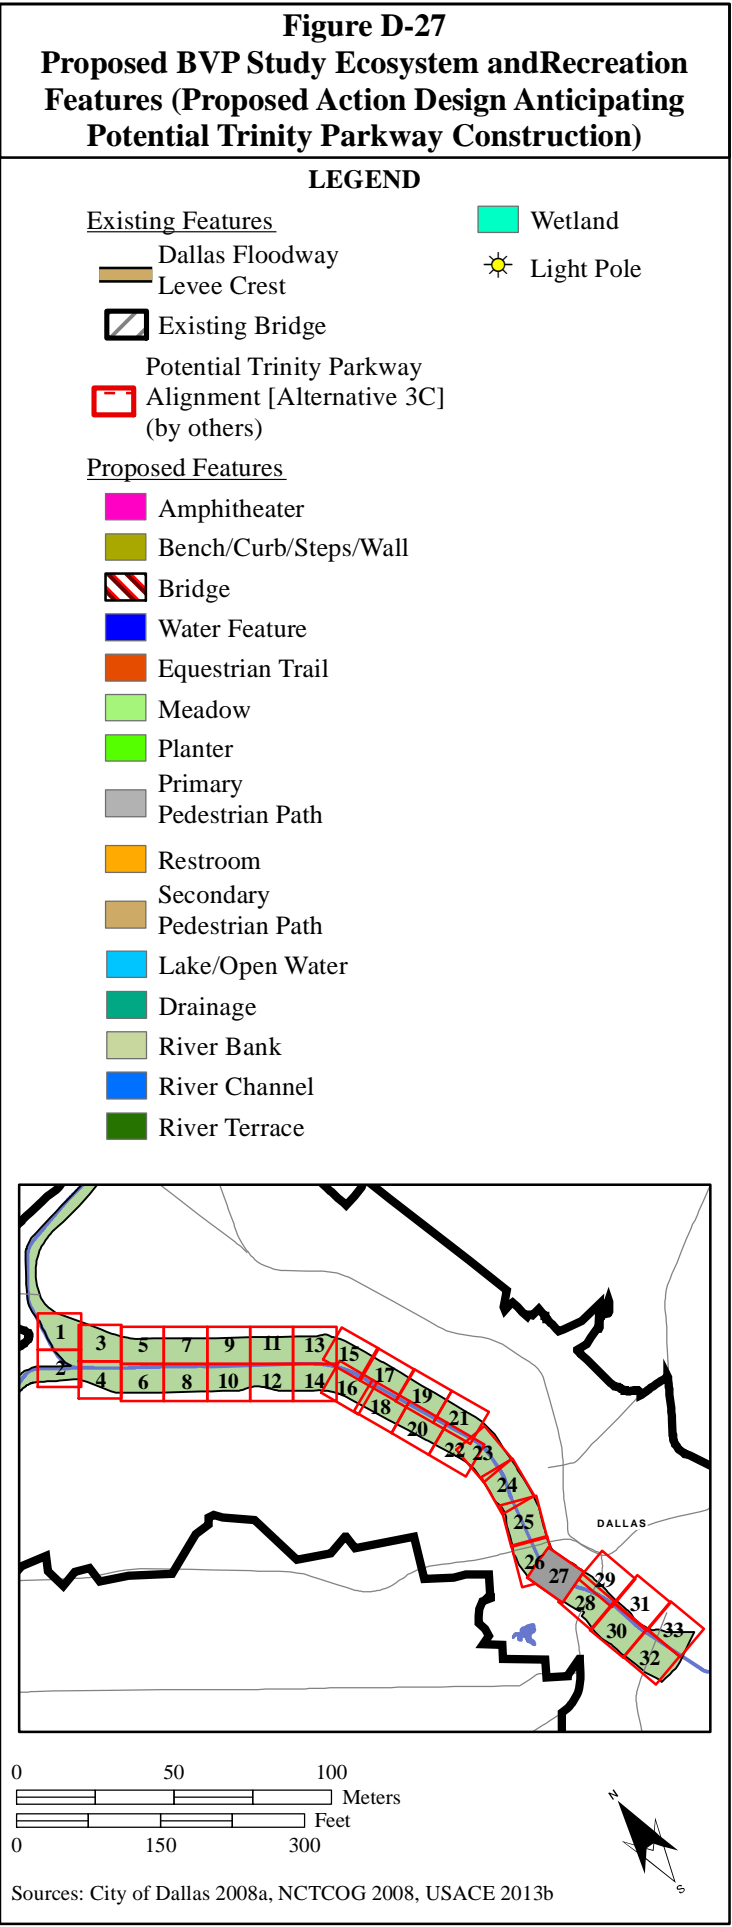 Figure D-27
Proposed BVP Study Ecosystem andRecreation
Features (Proposed Action Design Anticipating
Potential Trinity Parkway Construction)
LEGEND
Existing Features
Dallas Floodway
Levee Crest
Existing Bridge
Potential Trinity Parkway
Alignment [Alternative 3C]
(by others)
Proposed Features
Amphitheater
Bench/Curb/Steps/Wall
Bridge
Water Feature
Equestrian Trail
Meadow
Planter
Primary
Pedestrian Path
Restroom
Secondary
Pedestrian Path
Lake/Open Water
Drainage
River Bank
River Channel
River Terrace
Wetland
Light Pole
1 3 5 7 9 11 13 15 17 19 21
2 4 6 8 10 12 14 16 18 20 22
23
24
25
26
27
28
29
30
31
32
33
DALLAS
0 50 100
Meters
Feet
0 150 300
N
S
Sources: City of Dallas 2008a, NCTCOG 2008, USACE 2013b